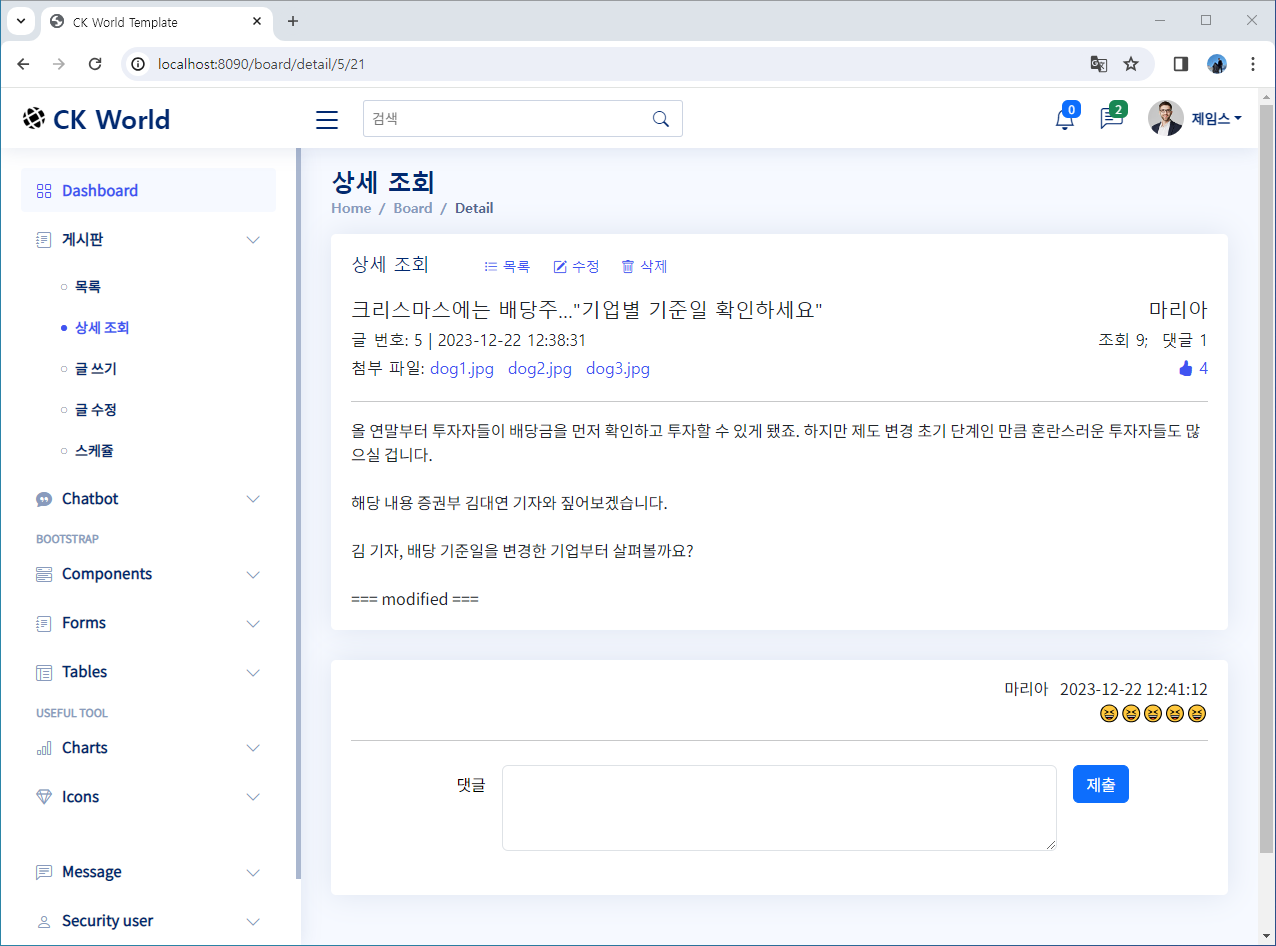 CK World Template
localhost:8090/board/detail/5/21
CK World
검색
0
2
제임스
Dashboard
게시판
목록
상세 조회
글 쓰기
글 수정
스케쥴
Chatbot
BOOTSTRAP
Components
Forms
Tables
USEFUL TOOL
Charts
Icons
Message
Security user
상세 조회
Home / Board / Detail
상세 조회 목록 수정 삭제
크리스마스에는 배당주..."기업별 기준일 확인하세요" 마리아
글 번호: 5 | 2023-12-22 12:38:31 조회 9; 댓글 1
첨부 파일: dog1.jpg dog2.jpg dog3.jpg 4
올 연말부터 투자자들이 배당금을 먼저 확인하고 투자할 수 있게 됐죠. 하지만 제도 변경 초기 단계인 만큼 혼란스러운 투자자들도 많
으실 겁니다.
해당 내용 증권부 김대연 기자와 짚어보겠습니다.
김 기자, 배당 기준일을 변경한 기업부터 살펴볼까요?
=== modified ===
마리아 2023-12-22 12:41:12
😆😆😆😆😆
댓글
제출